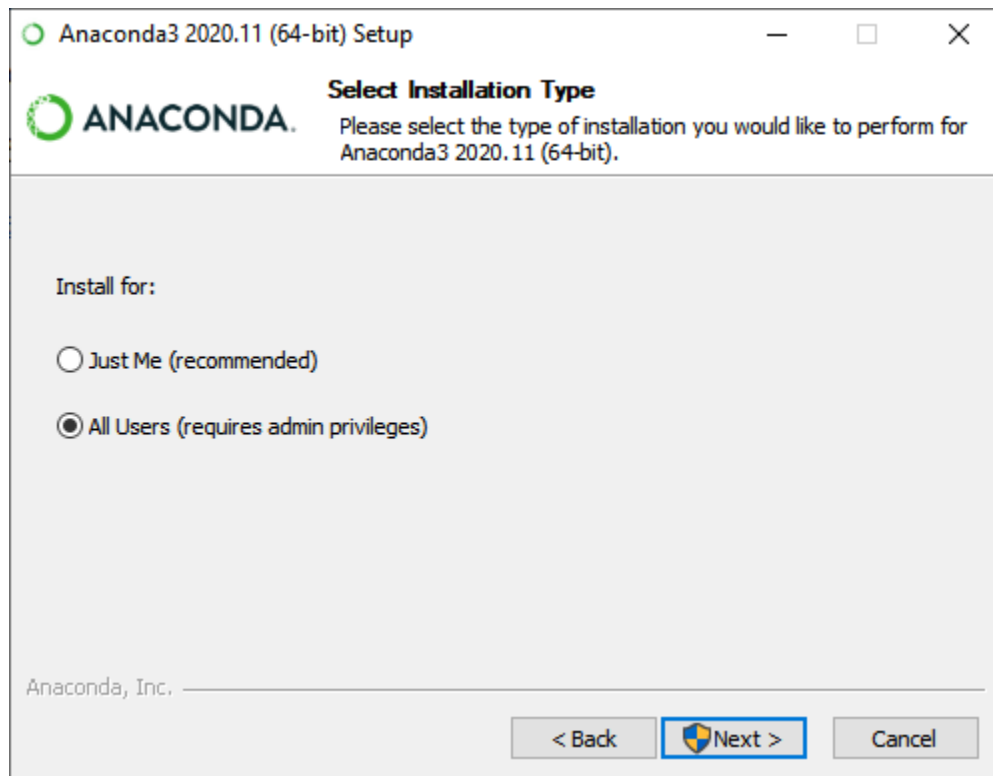 Anaconda3 2020.11 (64-bit) Setup
ANACONDA.
Select Installation Type
Please select the type of installation you would like to perform for
Anaconda3 2020.11 (64-bit).
Install for:
Just Me (recommended)
All Users (requires admin privileges)
Anaconda, Inc.
< Back
Next >
Cancel